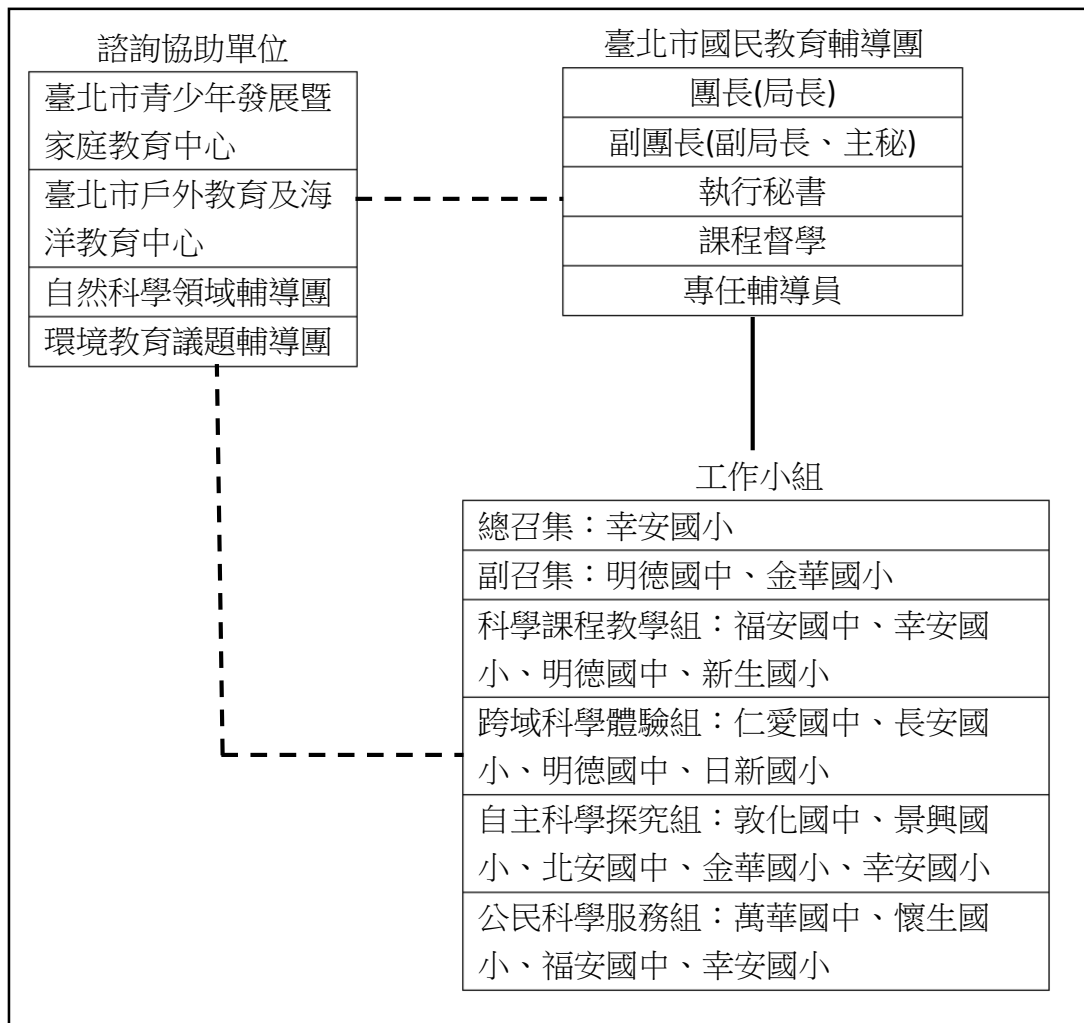 諮詢協助單位
臺北市青少年發展暨
家庭教育中心
臺北市戶外教育及海
洋教育中心
自然科學領域輔導團
環境教育議題輔導團
臺北市國民教育輔導團
團長(局長)
副團長(副局長、主秘)
執行秘書
課程督學
專任輔導員
工作小組
總召集：幸安國小
副召集：明德國中、金華國小
科學課程教學組：福安國中、幸安國
小、明德國中、新生國小
跨域科學體驗組：仁愛國中、長安國
小、明德國中、日新國小
自主科學探究組：敦化國中、景興國
小、北安國中、金華國小、幸安國小
公民科學服務組：萬華國中、懷生國
小、福安國中、幸安國小